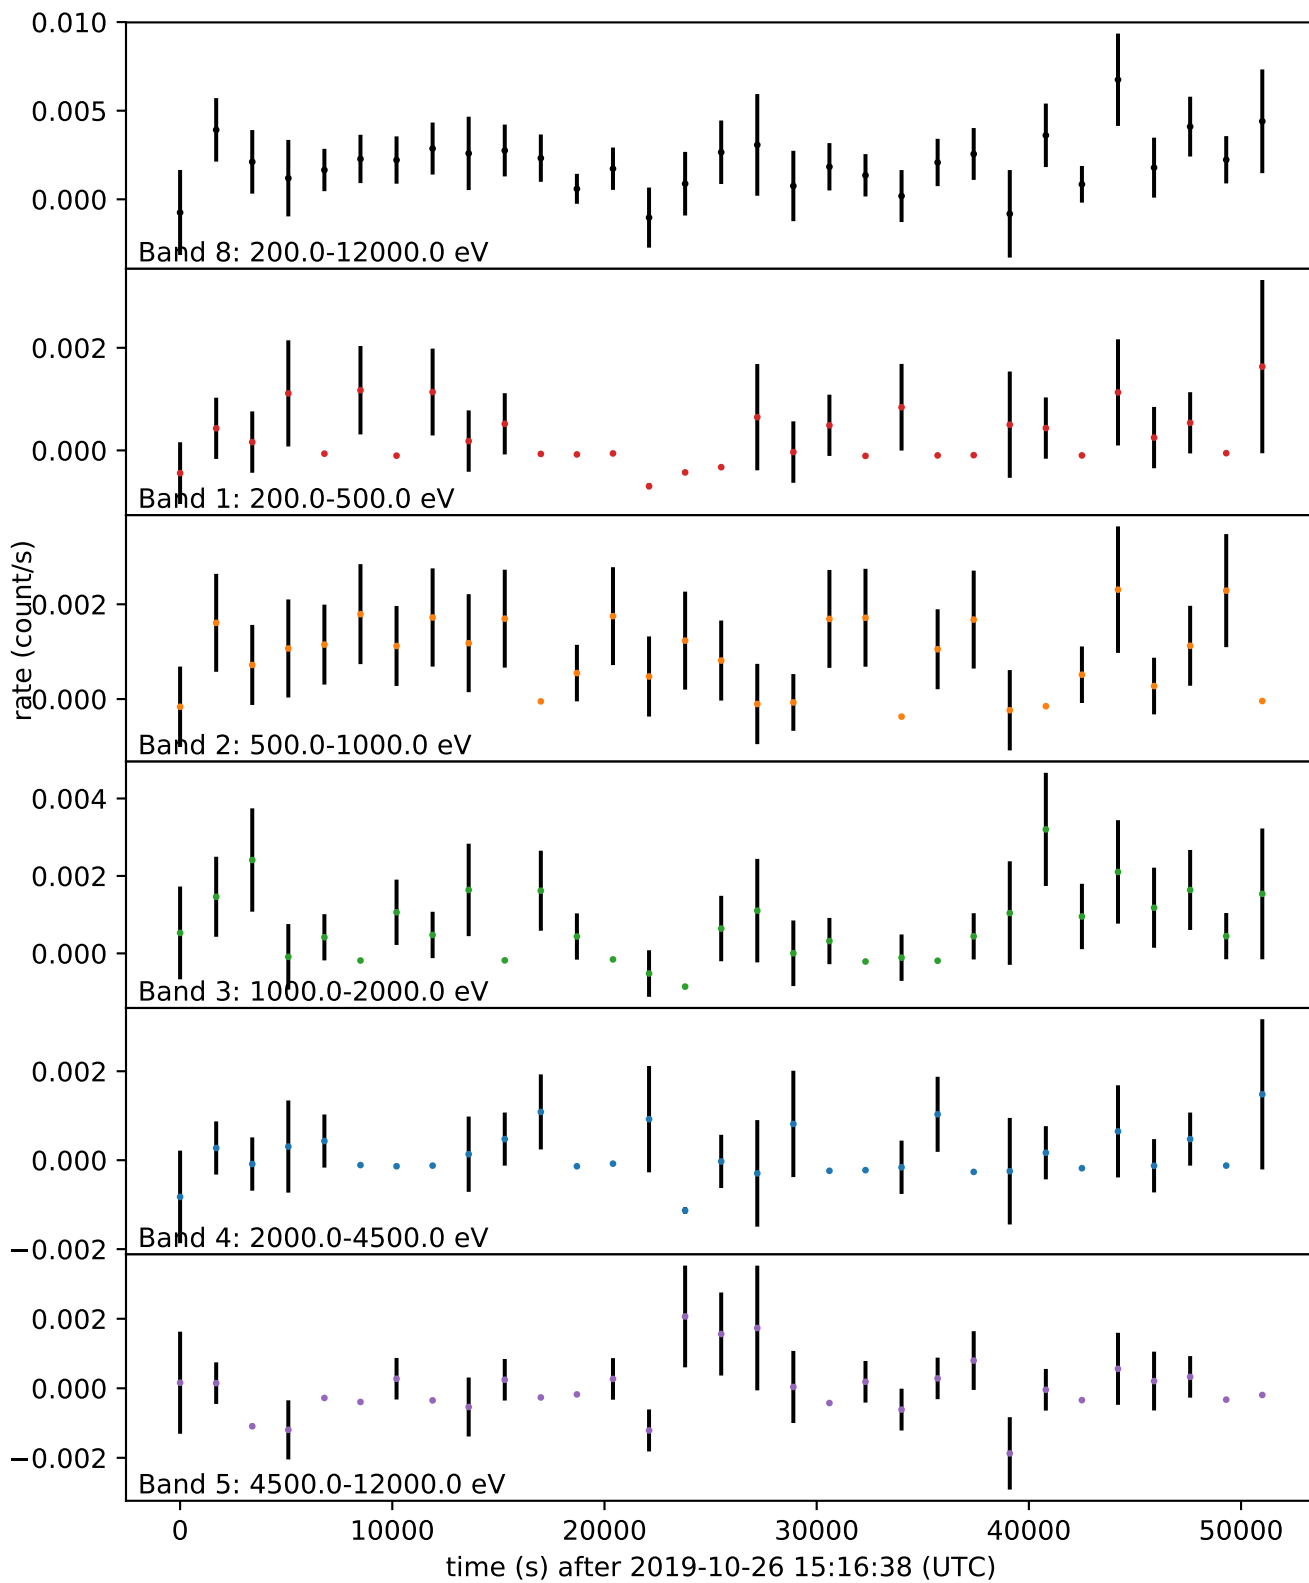 0.010
0.005
0.000
Band 8: 200.0-12000.0 eV
0.002
0.000
Band 1: 200.0-500.0 eV
rate (count/s)
0.002
0.000
Band 2: 500.0-1000.0 eV
0.004
0.002
0.000
Band 3: 1000.0-2000.0 eV
0.002
0.000
−0.002
Band 4: 2000.0-4500.0 eV
0.002
0.000
−0.002
Band 5: 4500.0-12000.0 eV
0 10000 20000 30000 40000 50000
time (s) after 2019-10-26 15:16:38 (UTC)